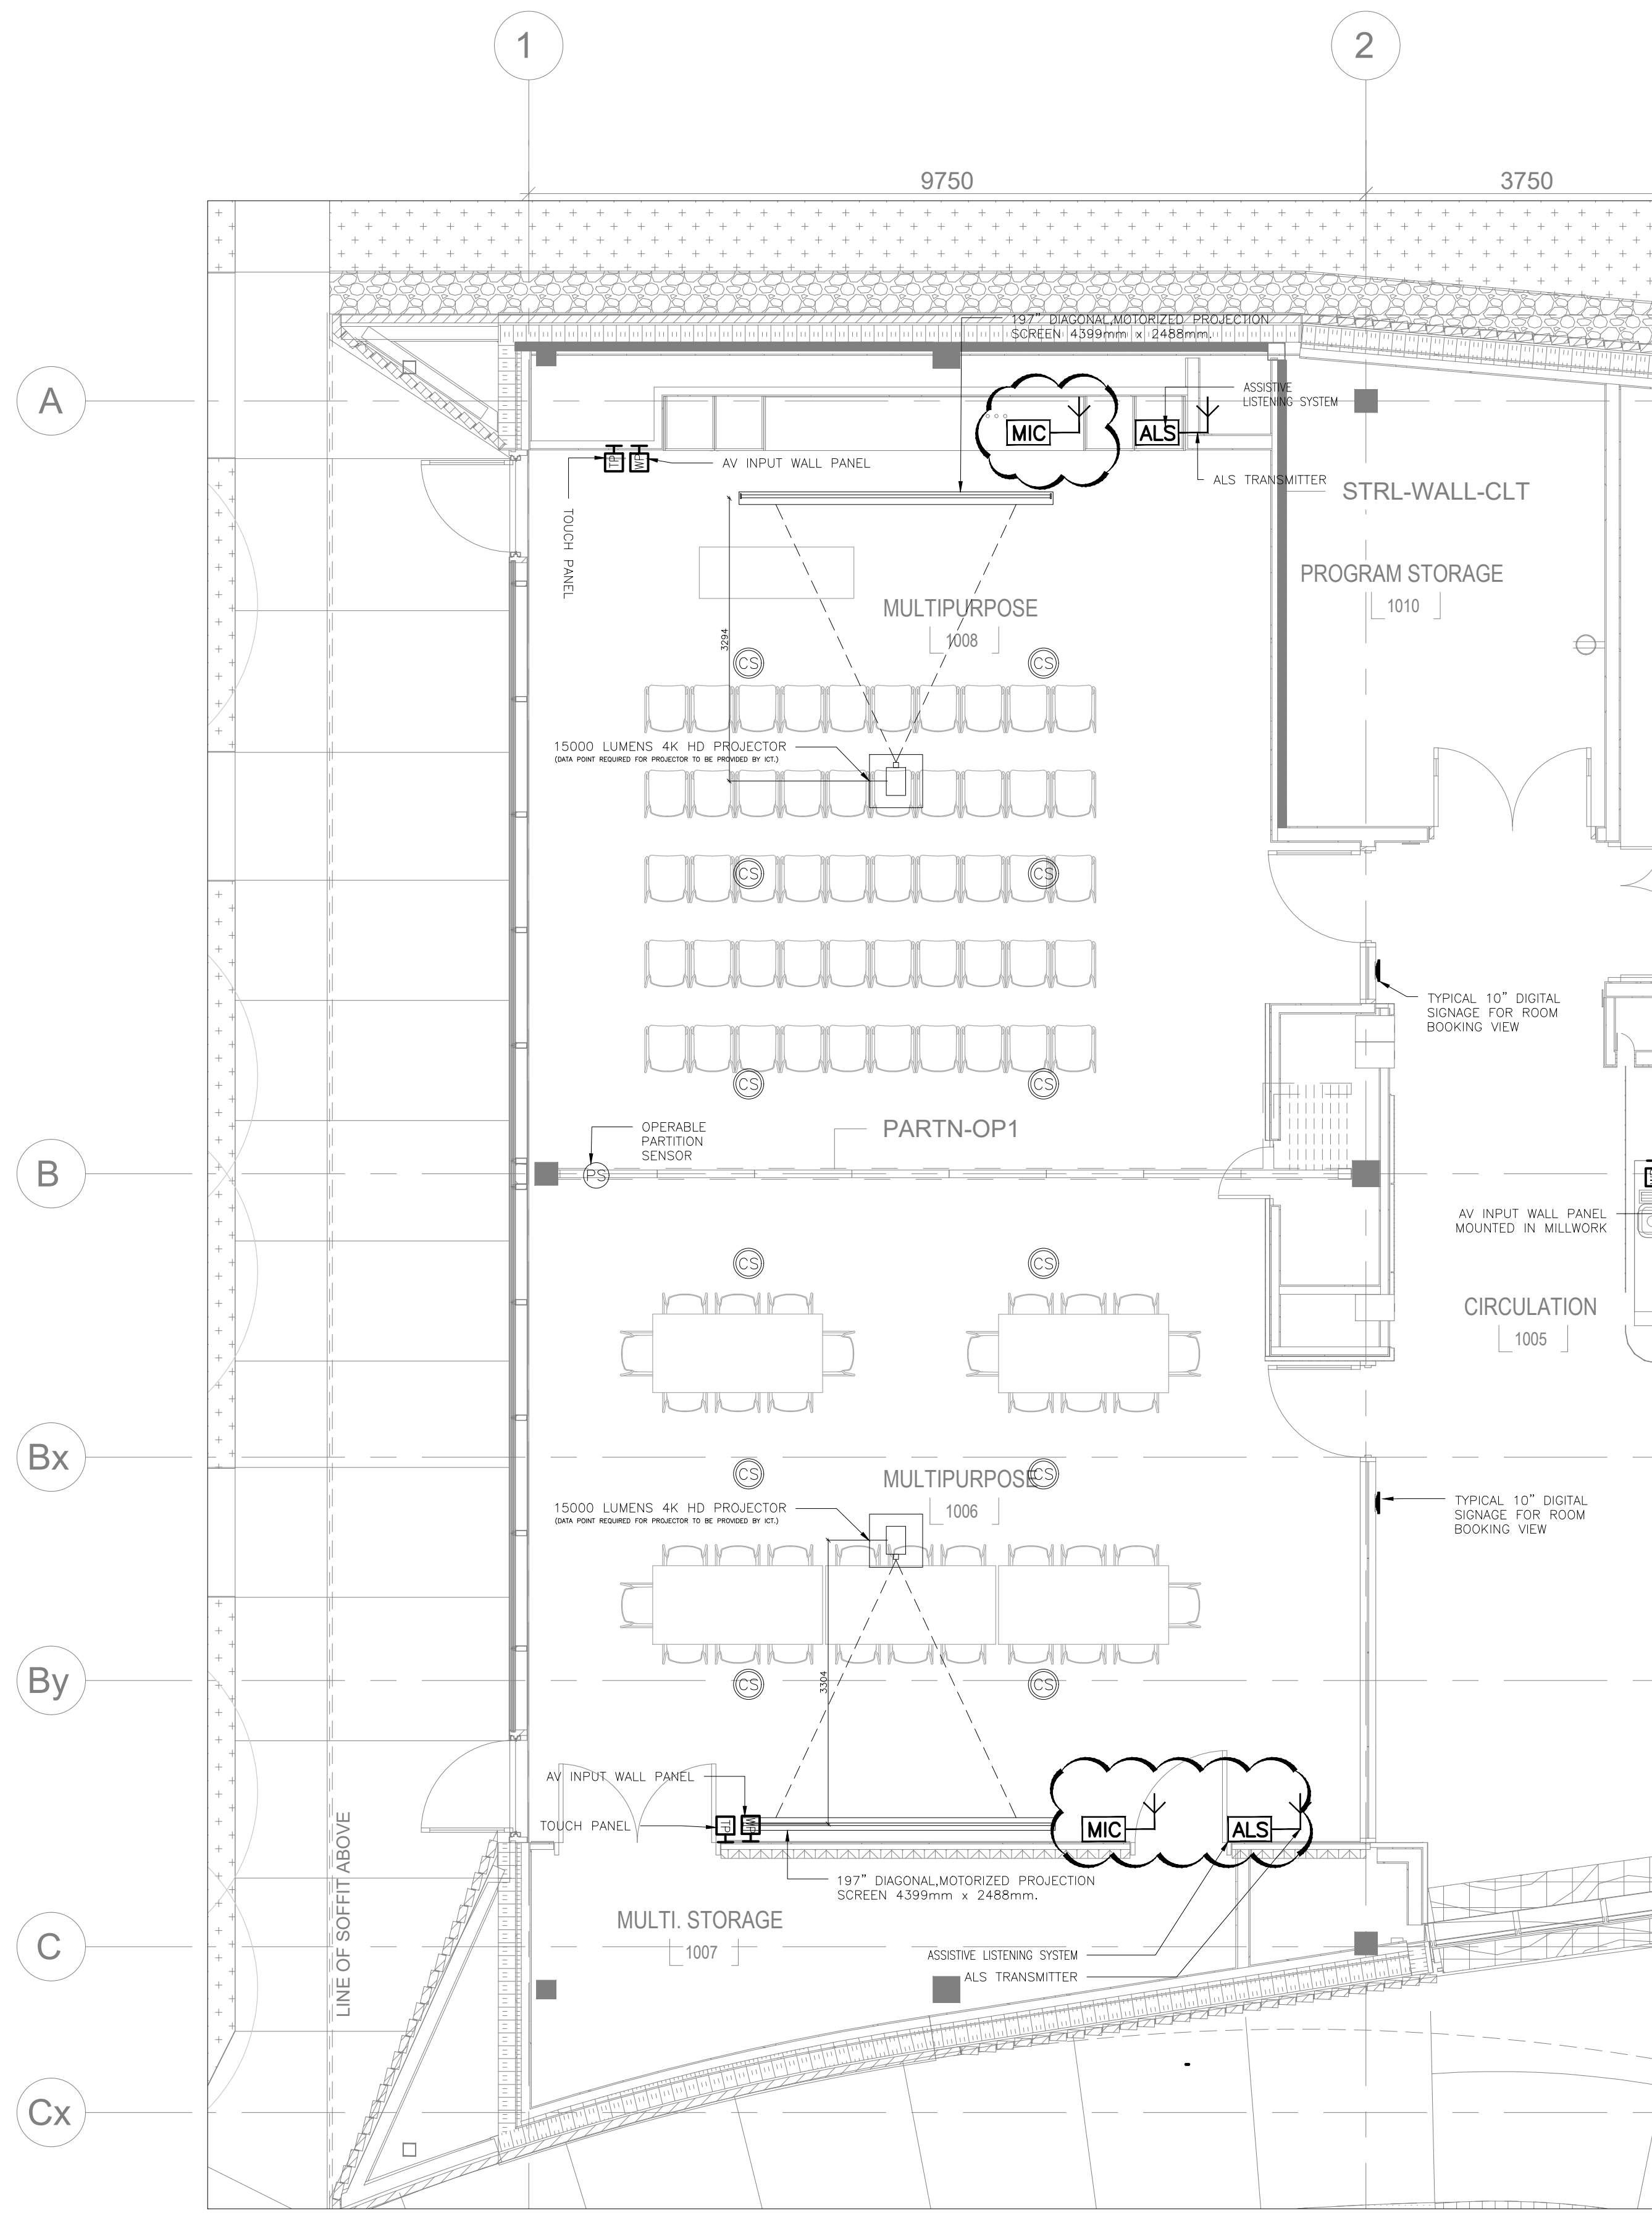 1
2
9750
3750
197" DIAGONAL,MOTORIZED PROJECTION
SCREEN 4399mm x 2488mm.
A
ASSISTIVE
LISTENING SYSTEM
MIC
ALS
TP
WP
AV INPUT WALL PANEL
ALS TRANSMITTER
STRL-WALL-CLT
TOUCH PANEL
PROGRAM STORAGE
1010
MULTIPURPOSE
1008
3294
CS
CS
15000 LUMENS 4K HD PROJECTOR
(DATA POINT REQUIRED FOR PROJECTOR TO BE PROVIDED BY ICT.)
CS
CS
TYPICAL 10" DIGITAL
SIGNAGE FOR ROOM
BOOKING VIEW
CS
CS
OPERABLE
PARTITION
SENSOR
PARTN-OP1
B
PS
AV INPUT WALL PANEL
MOUNTED IN MILLWORK
CS
CS
CIRCULATION
1005
Bx
CS
CS
MULTIPURPOSE
1006
15000 LUMENS 4K HD PROJECTOR
(DATA POINT REQUIRED FOR PROJECTOR TO BE PROVIDED BY ICT.)
TYPICAL 10" DIGITAL
SIGNAGE FOR ROOM
BOOKING VIEW
By
CS
CS
3304
AV INPUT WALL PANEL
TOUCH PANEL
TP
WP
MIC
ALS
197" DIAGONAL,MOTORIZED PROJECTION
SCREEN 4399mm x 2488mm.
LINE OF SOFFIT ABOVE
MULTI. STORAGE
1007
C
ASSISTIVE LISTENING SYSTEM
ALS TRANSMITTER
Cx